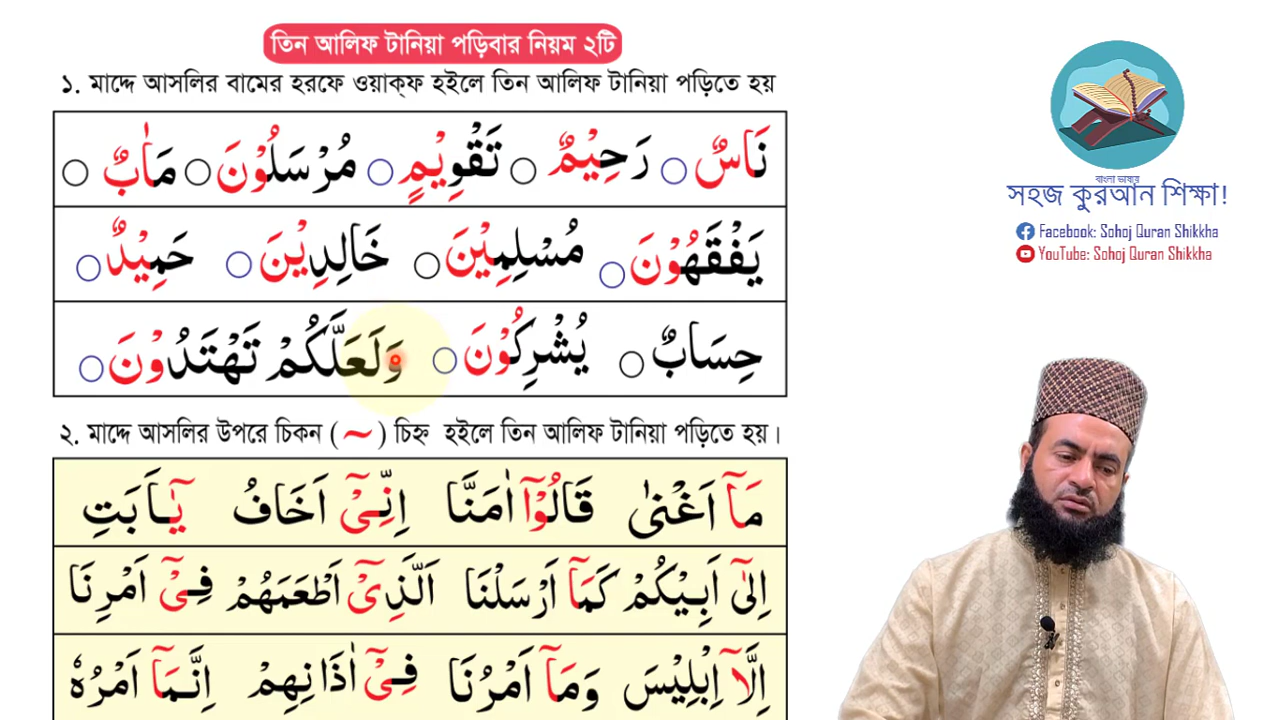 তিন আলিফ টানিয়া পড়িবার নিয়ম ২টি
১. মাদ্দে আসলির বামের হরফে ওয়াক্ফ হইলে তিন আলিফ টানিয়া পড়িতে হয়
نَاسٌ ○ رَحِيْمٌ ○ تَقْوِيْمٍ ○ مُرْسَلُوْنَ ○ مَاٰبٌ ○
يَفْقَهُوْنَ ○ مُسْلِمِيْنَ ○ خَالِدِيْنَ ○ حَمِيْدٌ ○
حِسَابٌ ○ يُشْرِكُوْنَ ○ وَلَعَلَّكُمْ تَهْتَدُوْنَ ○
২. মাদ্দে আসলির উপরে চিকন (~) চিহ্ন হইলে তিন আলিফ টানিয়া পড়িতে হয়।
مَآ اَغْنٰى قَالُوْٓا اٰمَنَّا اِنِّىْٓ اَخَافُ يٰٓاَبَتِ
اِلٰٓى اَبِيْكُمْ كَمَآ اَرْسَلْنَا اَلَّذِىْٓ اَطْعَمَهُمْ فِىْٓ اَمْرِنَا
اِلَّآ اِبْلِيْسَ وَمَآ اَمْرُنَا فِىْٓ اٰذَانِهِمْ اِنَّمَآ اَمْرُهٗ
বাংলা ভাষায়
সহজ কুরআন শিক্ষা!
Facebook: Sohoj Quran Shikkha
YouTube: Sohoj Quran Shikkha